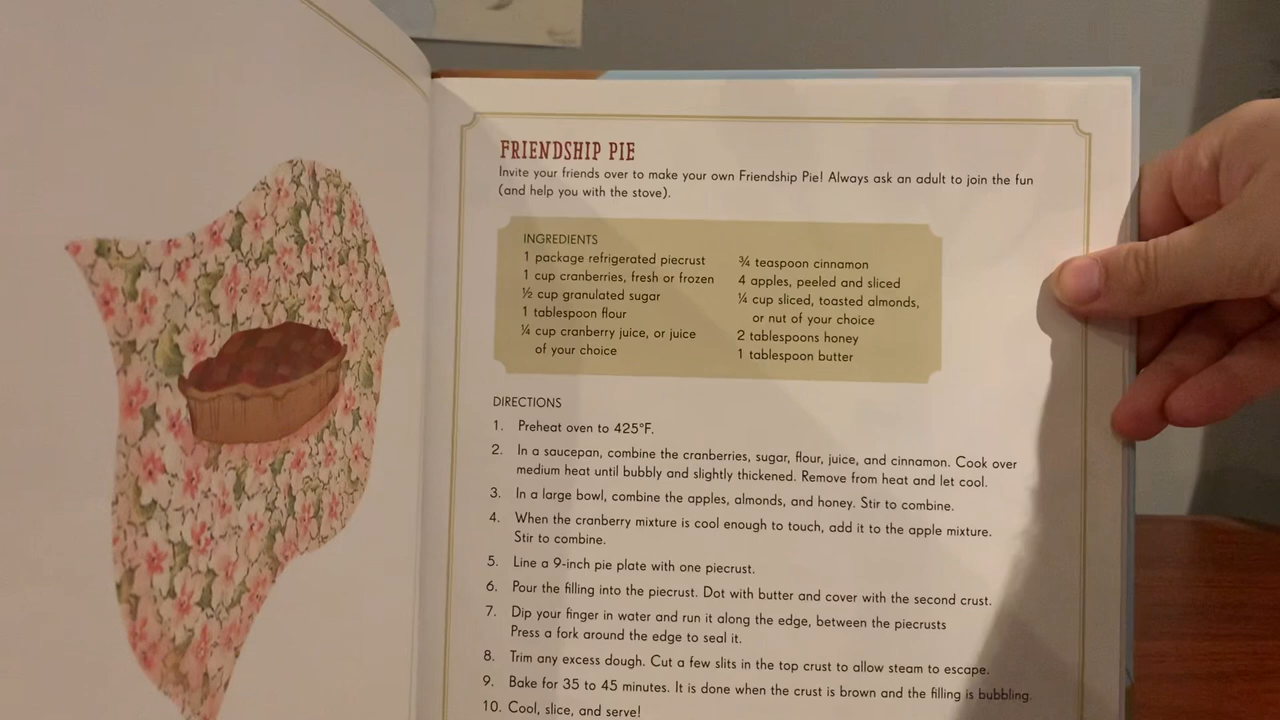 FRIENDSHIP PIE
Invite your friends over to make your own Friendship Pie! Always ask an adult to join the fun
(and help you with the stove).
INGREDIENTS
1 package refrigerated piecrust
1 cup cranberries, fresh or frozen
½ cup granulated sugar
1 tablespoon flour
¼ cup cranberry juice, or juice
of your choice
¾ teaspoon cinnamon
4 apples, peeled and sliced
¼ cup sliced, toasted almonds,
or nut of your choice
2 tablespoons honey
1 tablespoon butter
DIRECTIONS
1. Preheat oven to 425°F.
2. In a saucepan, combine the cranberries, sugar, flour, juice, and cinnamon. Cook over
medium heat until bubbly and slightly thickened. Remove from heat and let cool.
3. In a large bowl, combine the apples, almonds, and honey. Stir to combine.
4. When the cranberry mixture is cool enough to touch, add it to the apple mixture.
Stir to combine.
5. Line a 9-inch pie plate with one piecrust.
6. Pour the filling into the piecrust. Dot with butter and cover with the second crust.
7. Dip your finger in water and run it along the edge, between the piecrusts
Press a fork around the edge to seal it.
8. Trim any excess dough. Cut a few slits in the top crust to allow steam to escape.
9. Bake for 35 to 45 minutes. It is done when the crust is brown and the filling is bubbling.
10. Cool, slice, and serve!